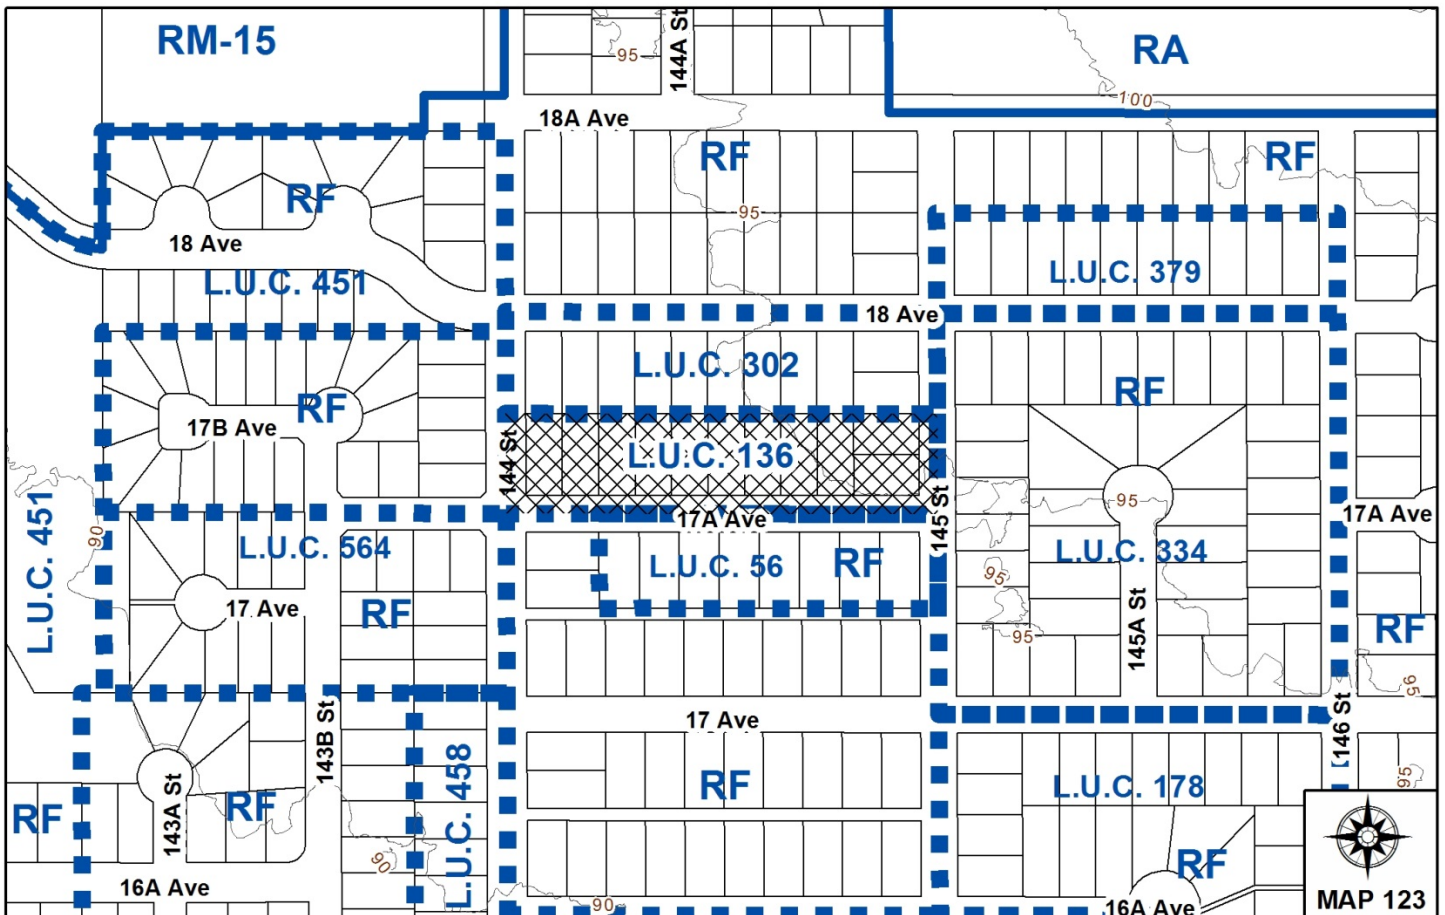 RM-15
95
144A St
RA
100
18A Ave
RF
RF
RF
95
18 Ave
L.U.C. 451
L.U.C. 379
18 Ave
L.U.C. 302
RF
RF
17B Ave
144 St
L.U.C. 136
95
145 St
17A Ave
17A Ave
L.U.C. 451
90
L.U.C. 564
L.U.C. 56
RF
L.U.C. 334
95
17 Ave
RF
95
145A St
RF
95
17 Ave
143B St
146 St
L.U.C. 458
RF
L.U.C. 178
95
143A St
RF
RF
90
RF
16A Ave
90
16A Ave
MAP 123